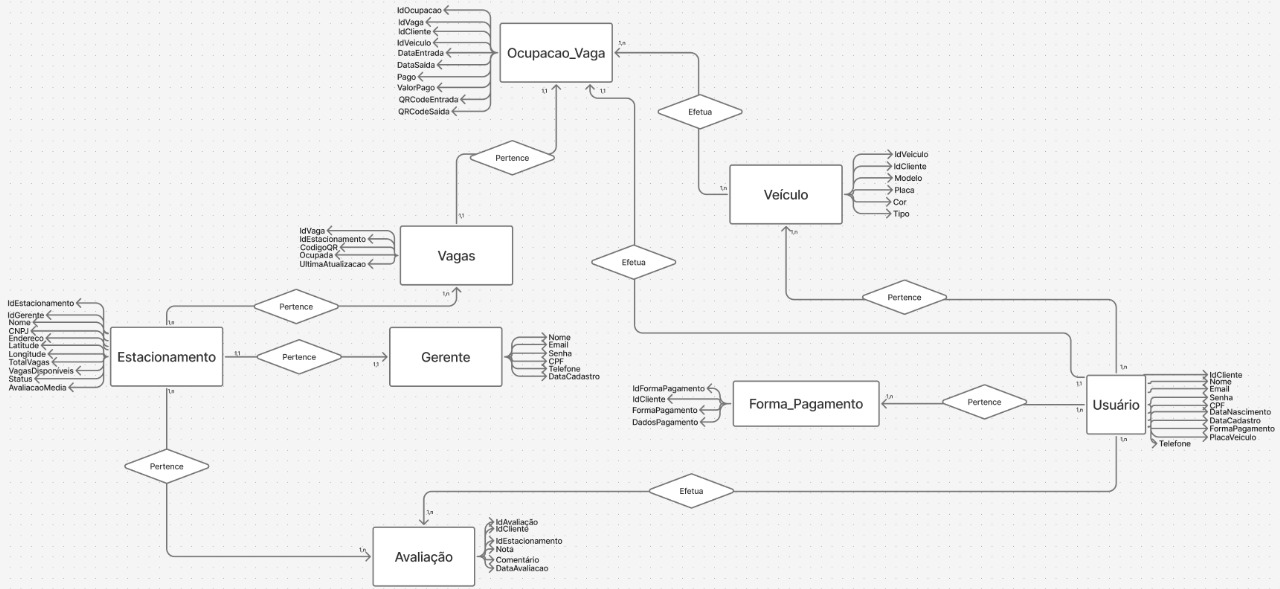 IdOcupacao
IdVaga
IdCliente
IdVeiculo
DataEntrada
DataSaida
Pago
ValorPago
QRCodeEntrada
QRCodeSaida
Ocupacao_Vaga
1,n
1,1
1,1
Efetua
Pertence
1,1
1,n
Veículo
IdVeiculo
IdCliente
Modelo
Placa
Cor
Tipo
1,n
IdVaga
IdEstacionamento
CodigoQR
Ocupada
UltimaAtualizacao
Vagas
1,n
Efetua
Pertence
Pertence
1,n
IdEstacionamento
IdGerente
Nome
CNPJ
Endereco
Latitude
Longitude
TotalVagas
VagasDisponiveis
Status
AvaliacaoMedia
Estacionamento
1,1
Pertence
1,1
Gerente
Nome
Email
Senha
CPF
Telefone
DataCadastro
1,n
IdFormaPagamento
IdCliente
FormaPagamento
DadosPagamento
Forma_Pagamento
1,n
Pertence
1,n
1,1
1,n
Usuário
1,n
IdCliente
Nome
Email
Senha
CPF
DataNascimento
DataCadastro
FormaPagamento
PlacaVeiculo
Telefone
Pertence
Efetua
1,n
1,n
Avaliação
IdAvaliação
IdCliente
IdEstacionamento
Nota
Comentário
DataAvaliacao